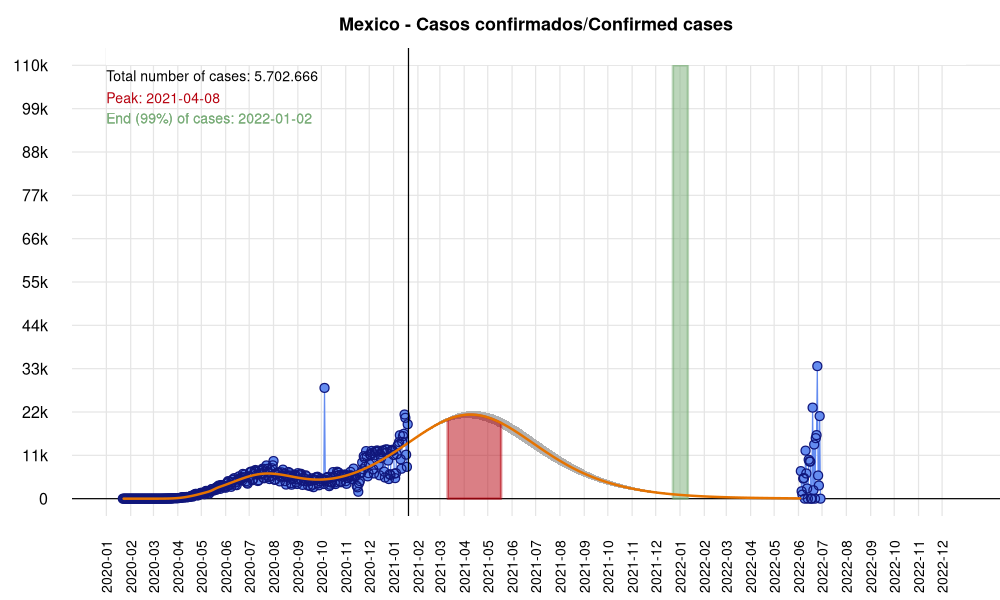 Mexico - Casos confirmados/Confirmed cases
Total number of cases: 5.702.666
Peak: 2021-04-08
End (99%) of cases: 2022-01-02
110k
99k
88k
77k
66k
55k
44k
33k
22k
11k
0
2020-01
2020-02
2020-03
2020-04
2020-05
2020-06
2020-07
2020-08
2020-09
2020-10
2020-11
2020-12
2021-01
2021-02
2021-03
2021-04
2021-05
2021-06
2021-07
2021-08
2021-09
2021-10
2021-11
2021-12
2022-01
2022-02
2022-03
2022-04
2022-05
2022-06
2022-07
2022-08
2022-09
2022-10
2022-11
2022-12